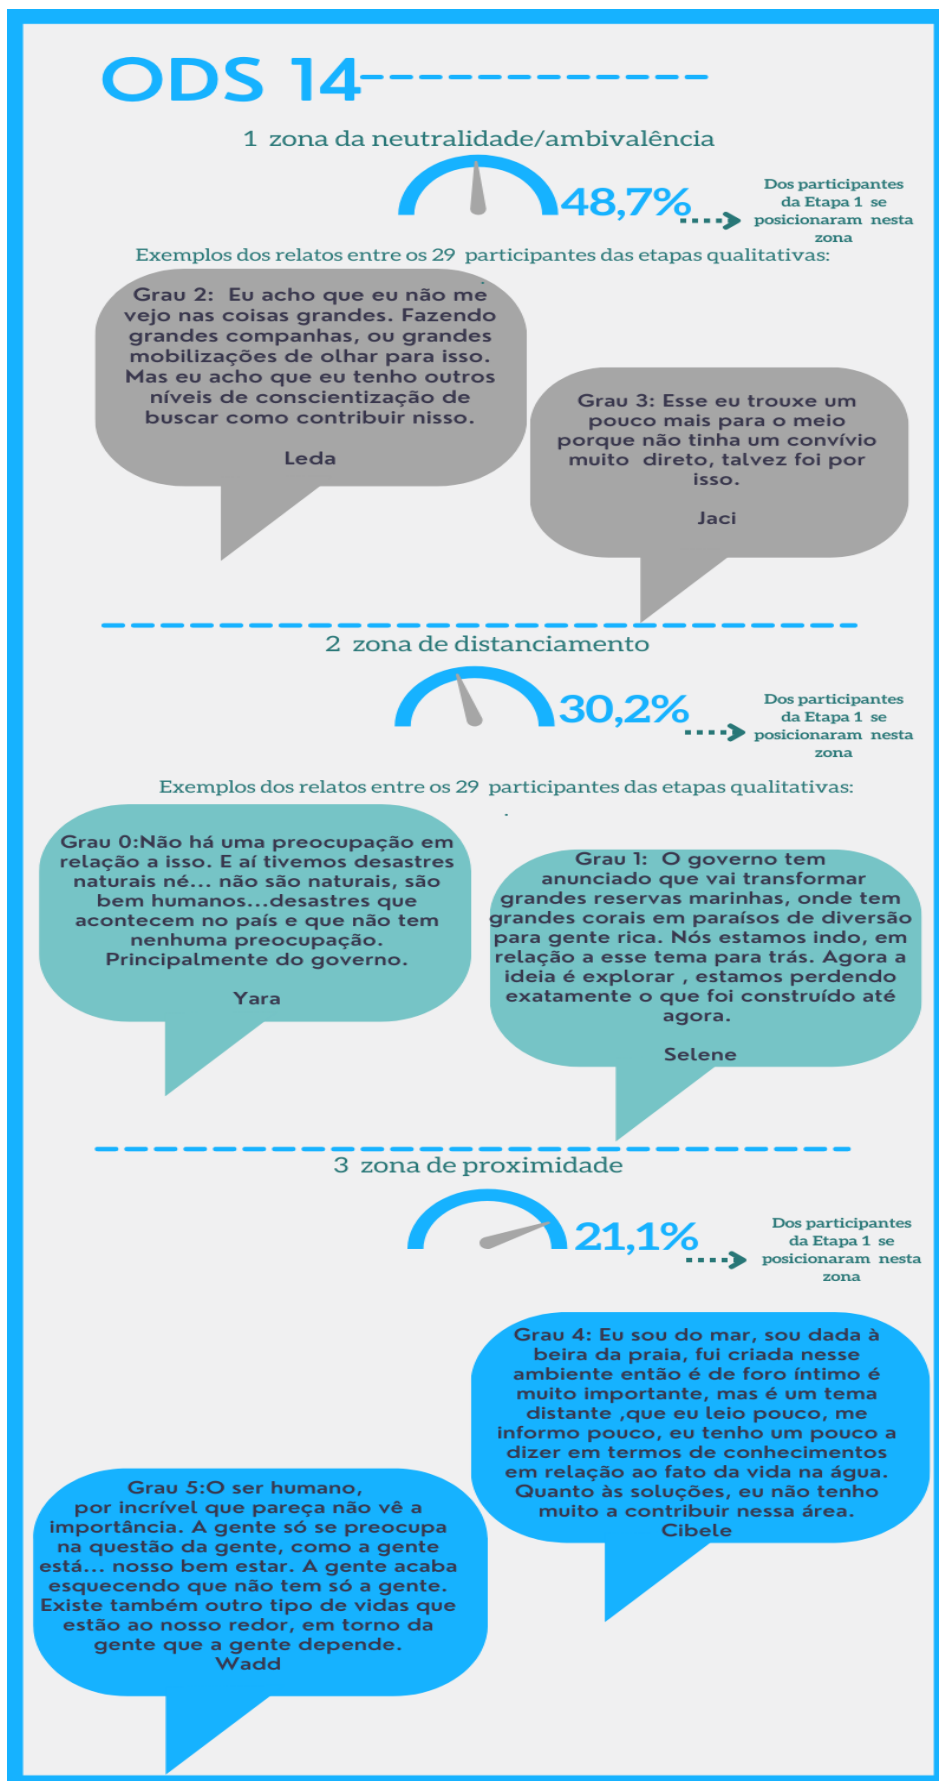 ODS 14
1 zona da neutralidade/ambivalência
48,7%
Dos participantes
da Etapa 1 se
posicionaram nesta
zona
Exemplos dos relatos entre os 29 participantes das etapas qualitativas:
.
Grau 2: Eu acho que eu não me
vejo nas coisas grandes. Fazendo
grandes companhas, ou grandes
mobilizações de olhar para isso.
Mas eu acho que eu tenho outros
níveis de conscientização de
buscar como contribuir nisso.
Leda
Grau 3: Esse eu trouxe um
pouco mais para o meio
porque não tinha um convívio
muito direto, talvez foi por
isso.
Jaci
2 zona de distanciamento
30,2%
Dos participantes
da Etapa 1 se
posicionaram nesta
zona
Exemplos dos relatos entre os 29 participantes das etapas qualitativas:
.
Grau 0:Não há uma preocupação em
relação a isso. E aí tivemos desastres
naturais né... não são naturais, são
bem humanos...desastres que
acontecem no país e que não tem
nenhuma preocupação.
Principalmente do governo.
Yara
Grau 1: O governo tem
anunciado que vai transformar
grandes reservas marinhas, onde tem
grandes corais em paraísos de diversão
para gente rica. Nós estamos indo, em
relação a esse tema para trás. Agora a
ideia é explorar , estamos perdendo
exatamente o que foi construído até
agora.
Selene
3 zona de proximidade
21,1%
Dos participantes
da Etapa 1 se
posicionaram nesta
zona
Grau 4: Eu sou do mar, sou dada à
beira da praia, fui criada nesse
ambiente então é de foro íntimo é
muito importante, mas é um tema
distante ,que eu leio pouco, me
informo pouco, eu tenho um pouco a
dizer em termos de conhecimentos
em relação ao fato da vida na água.
Quanto às soluções, eu não tenho
muito a contribuir nessa área.
Cibele
Grau 5:O ser humano,
por incrível que pareça não vê a
importância. A gente só se preocupa
na questão da gente, como a gente
está... nosso bem estar. A gente acaba
esquecendo que não tem só a gente.
Existe também outro tipo de vidas que
estão ao nosso redor, em torno da
gente que a gente depende.
Wadd